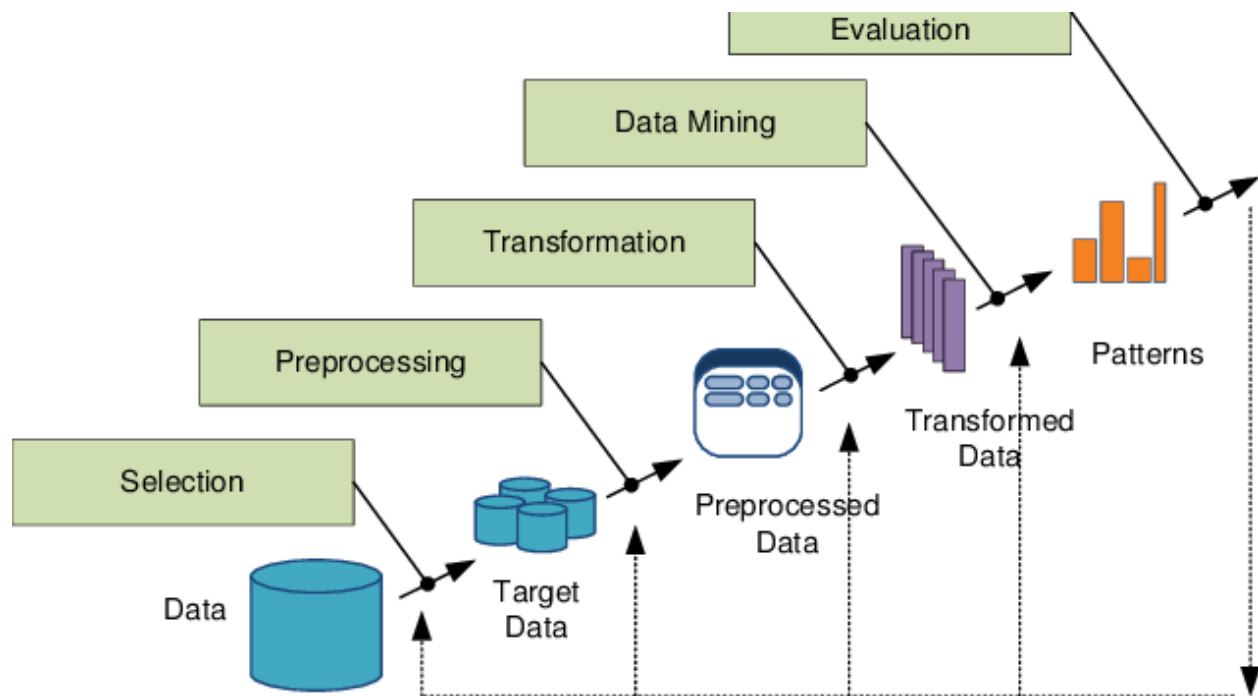 Evaluation
Data Mining
Transformation
Preprocessing
Selection
Patterns
Transformed
Data
Preprocessed
Data
Target
Data
Data